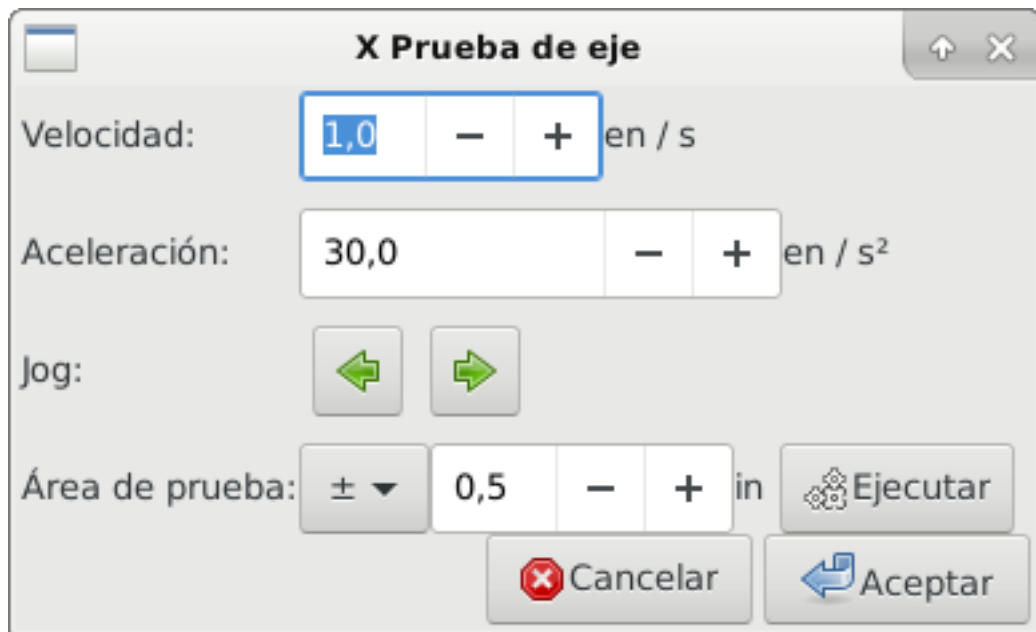 X Prueba de eje
Velocidad: 1,0 − + en / s
Aceleración: 30,0 − + en / s²
Jog:
Área de prueba: ± 0,5 − + in Ejecutar
Cancelar Aceptar